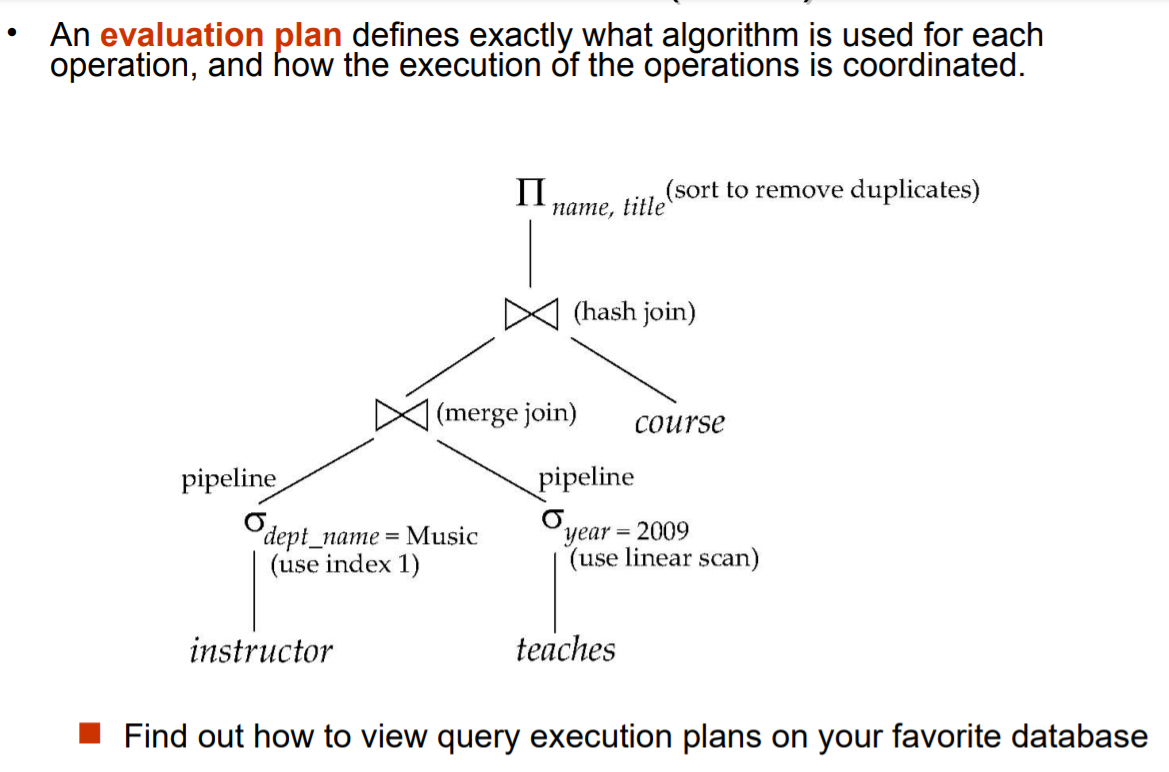 • An evaluation plan defines exactly what algorithm is used for each
operation, and how the execution of the operations is coordinated.
Π name, title (sort to remove duplicates)
(hash join)
(merge join)
course
pipeline
pipeline
σ dept_name = Music
(use index 1)
σ year = 2009
(use linear scan)
instructor
teaches
Find out how to view query execution plans on your favorite database